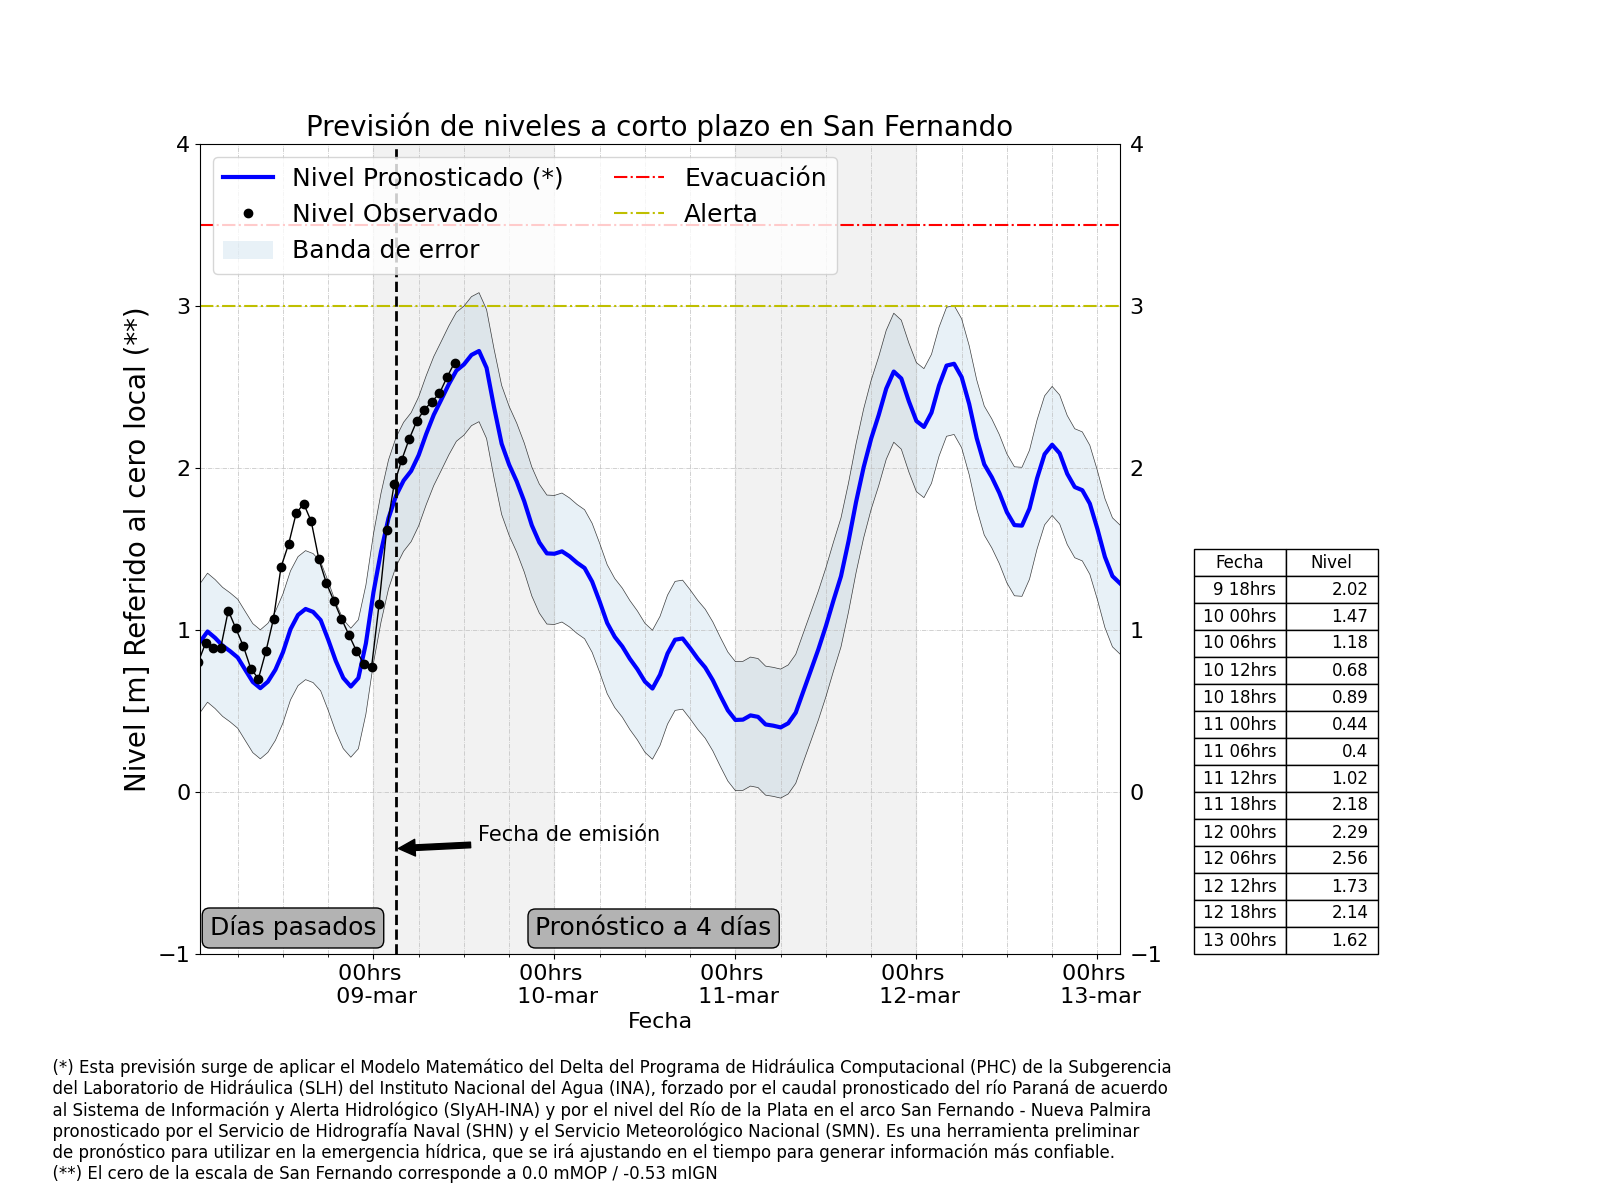 Previsión de niveles a corto plazo en San Fernando
Nivel Pronosticado (*)
Nivel Observado
Banda de error
Evacuación
Alerta
Nivel [m] Referido al cero local (**)
4
3
2
1
0
−1
4
3
2
1
0
−1
Fecha de emisión
Días pasados
Pronóstico a 4 días
00hrs
09-mar
00hrs
10-mar
00hrs
11-mar
00hrs
12-mar
00hrs
13-mar
Fecha
Fecha Nivel
9 18hrs 2.02
10 00hrs 1.47
10 06hrs 1.18
10 12hrs 0.68
10 18hrs 0.89
11 00hrs 0.44
11 06hrs 0.4
11 12hrs 1.02
11 18hrs 2.18
12 00hrs 2.29
12 06hrs 2.56
12 12hrs 1.73
12 18hrs 2.14
13 00hrs 1.62
(*) Esta previsión surge de aplicar el Modelo Matemático del Delta del Programa de Hidráulica Computacional (PHC) de la Subgerencia
del Laboratorio de Hidráulica (SLH) del Instituto Nacional del Agua (INA), forzado por el caudal pronosticado del río Paraná de acuerdo
al Sistema de Información y Alerta Hidrológico (SIyAH-INA) y por el nivel del Río de la Plata en el arco San Fernando - Nueva Palmira
pronosticado por el Servicio de Hidrografía Naval (SHN) y el Servicio Meteorológico Nacional (SMN). Es una herramienta preliminar
de pronóstico para utilizar en la emergencia hídrica, que se irá ajustando en el tiempo para generar información más confiable.
(**) El cero de la escala de San Fernando corresponde a 0.0 mMOP / -0.53 mIGN